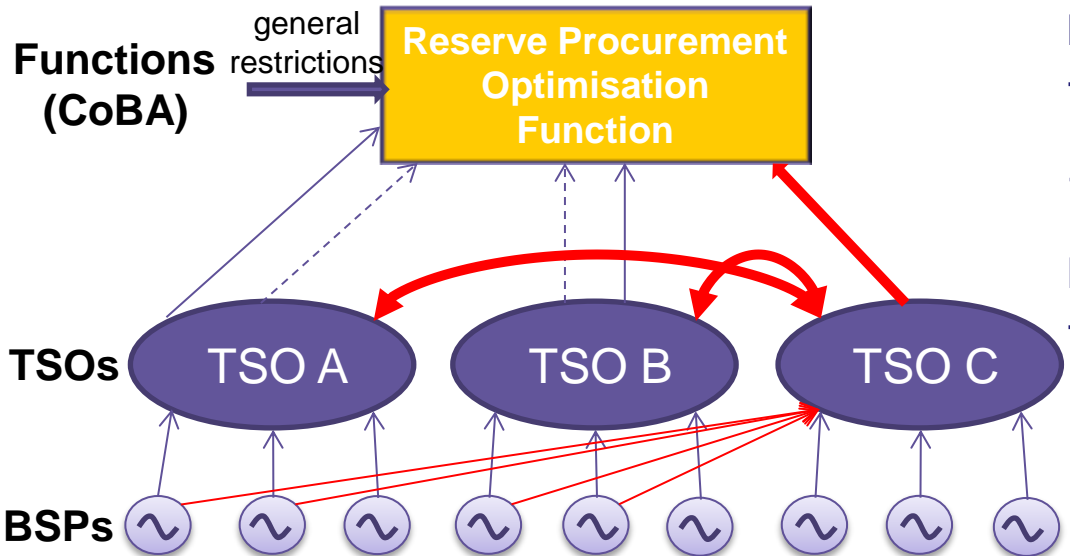 Functions
(CoBA)
general
restrictions
Reserve Procurement
Optimisation
Function
TSOs
TSO A
TSO B
TSO C
BSPs